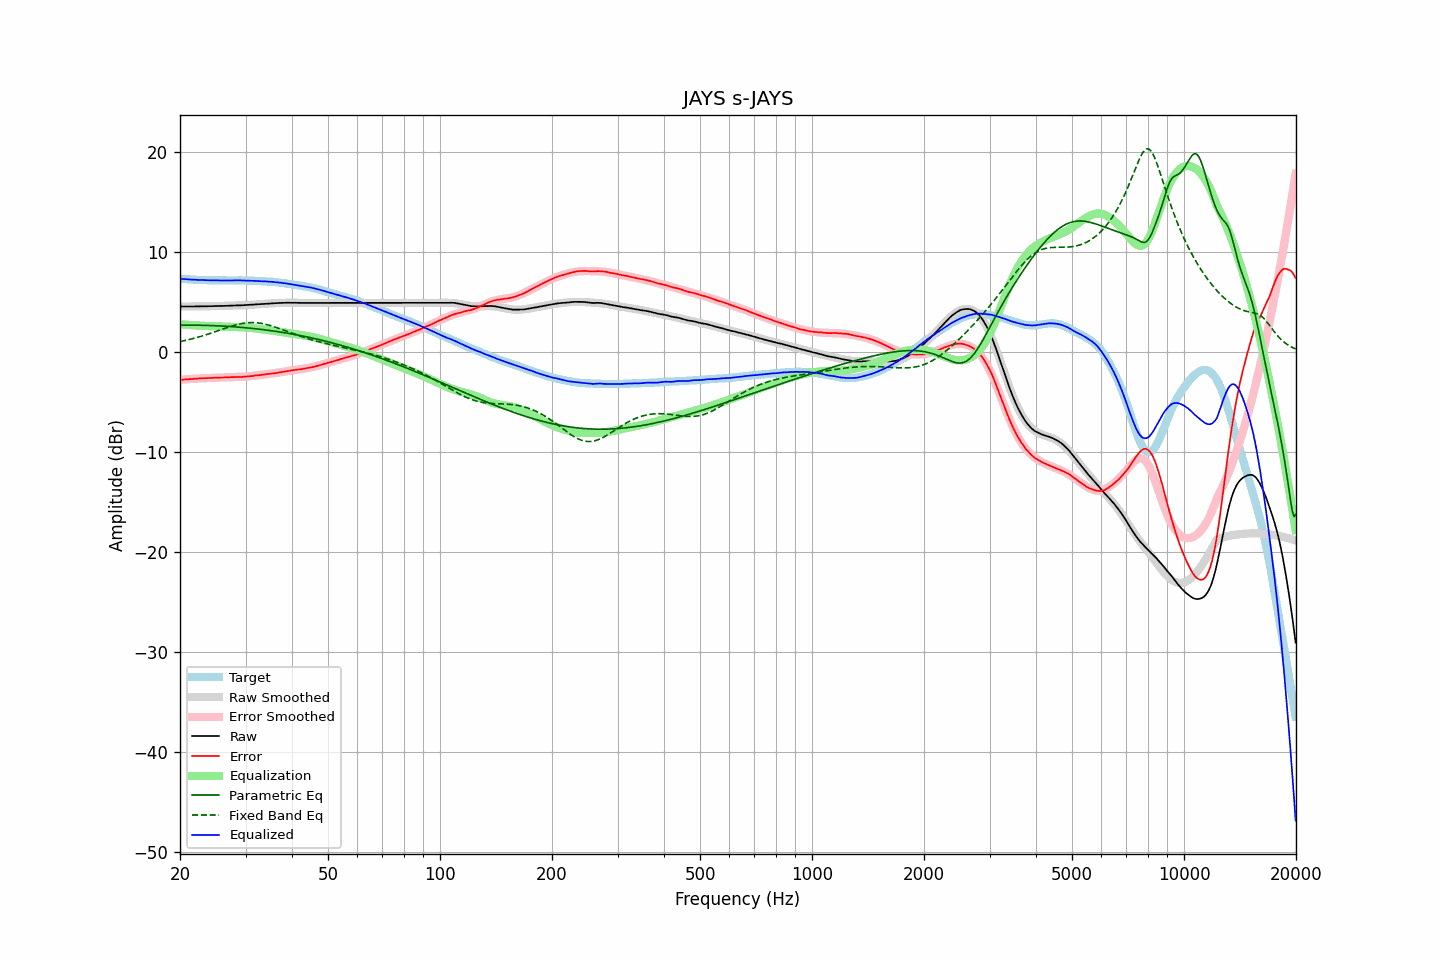 JAYS s-JAYS
Amplitude (dBr)
20
10
0
−10
−20
−30
−40
−50
Target
Raw Smoothed
Error Smoothed
Raw
Error
Equalization
Parametric Eq
Fixed Band Eq
Equalized
20 50 100 200 500 1000 2000 5000 10000 20000
Frequency (Hz)